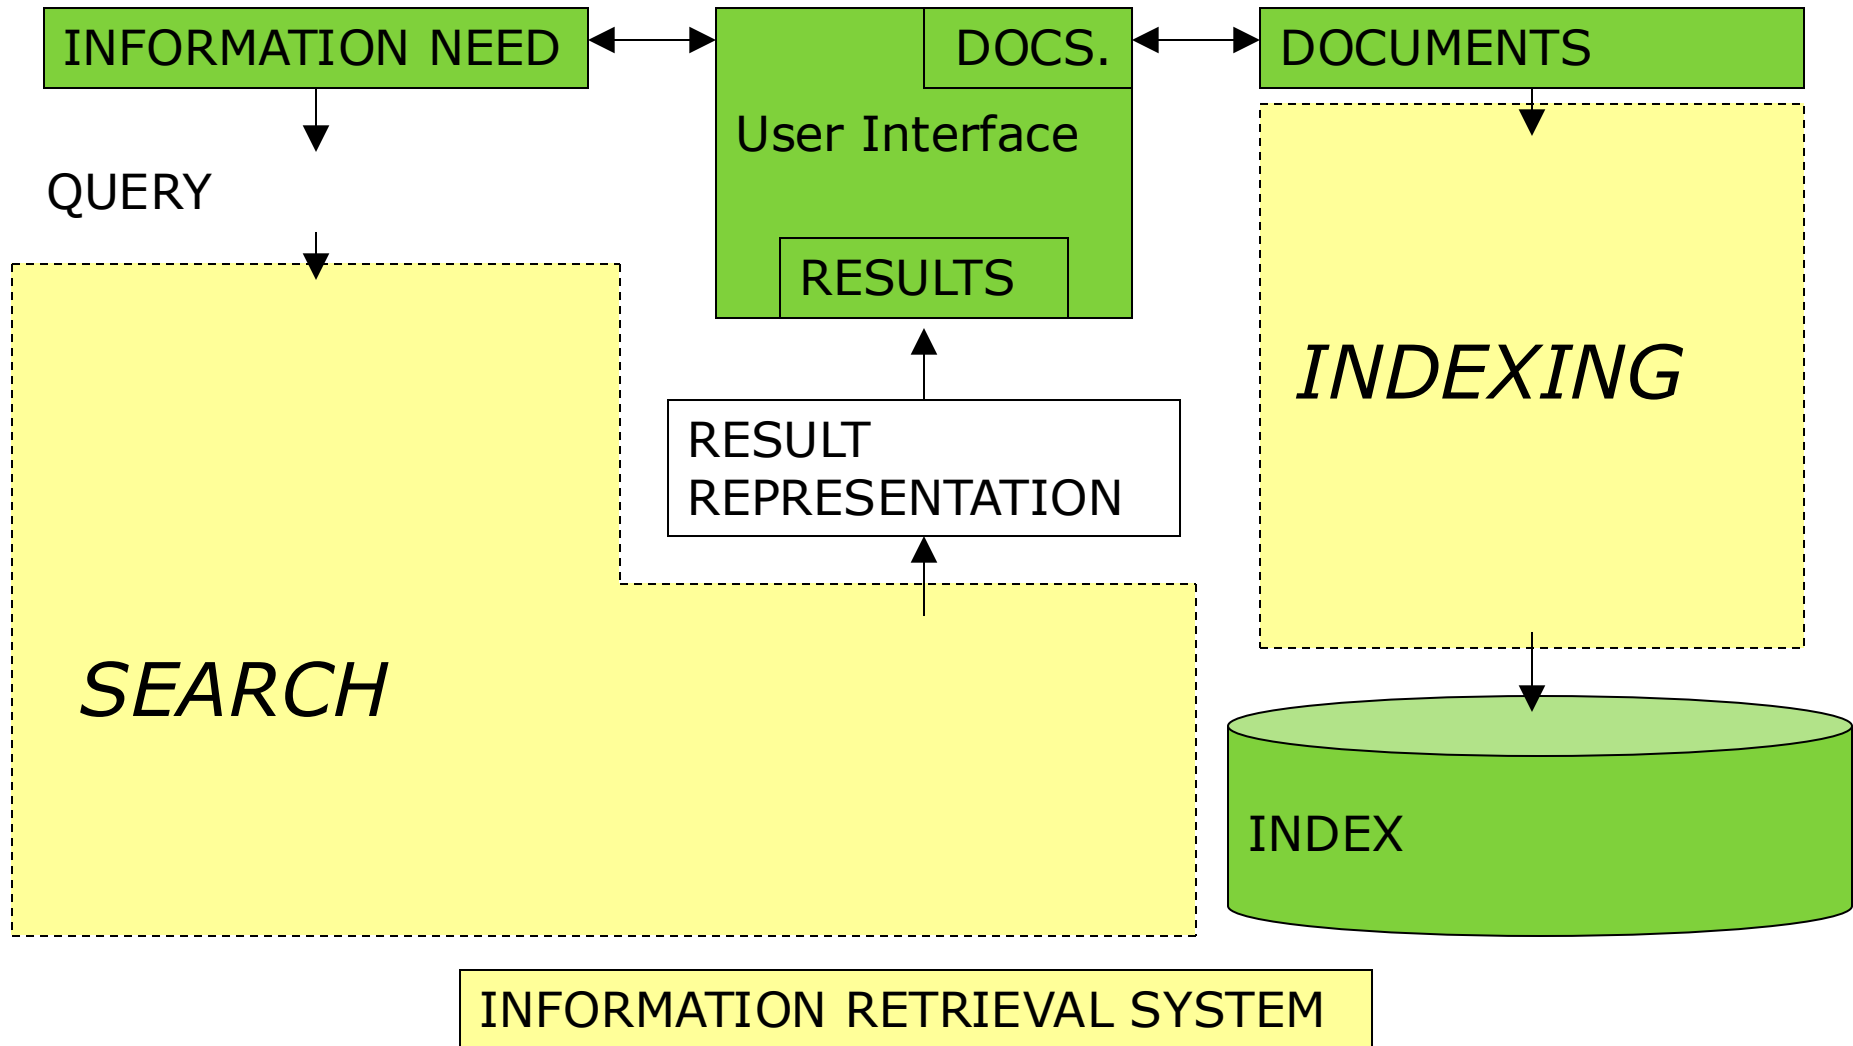 INFORMATION NEED
DOCS.
DOCUMENTS
User Interface
QUERY
RESULTS
INDEXING
RESULT
REPRESENTATION
SEARCH
INDEX
INFORMATION RETRIEVAL SYSTEM